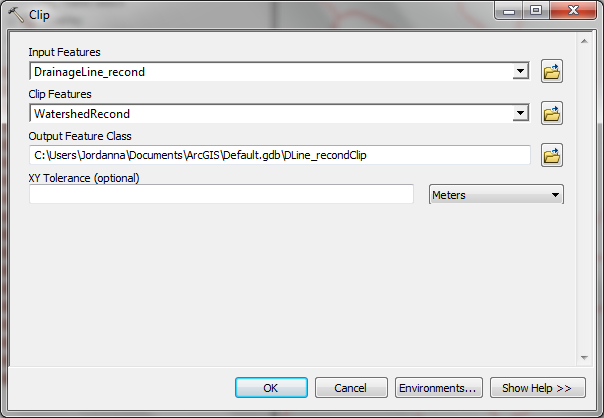 Clip
Input Features
DrainageLine_recond
Clip Features
WatershedRecond
Output Feature Class
C:\Users\Jordanna\Documents\ArcGIS\Default.gdb\DLine_recondClip
XY Tolerance (optional)
Meters
OK
Cancel
Environments...
Show Help >>